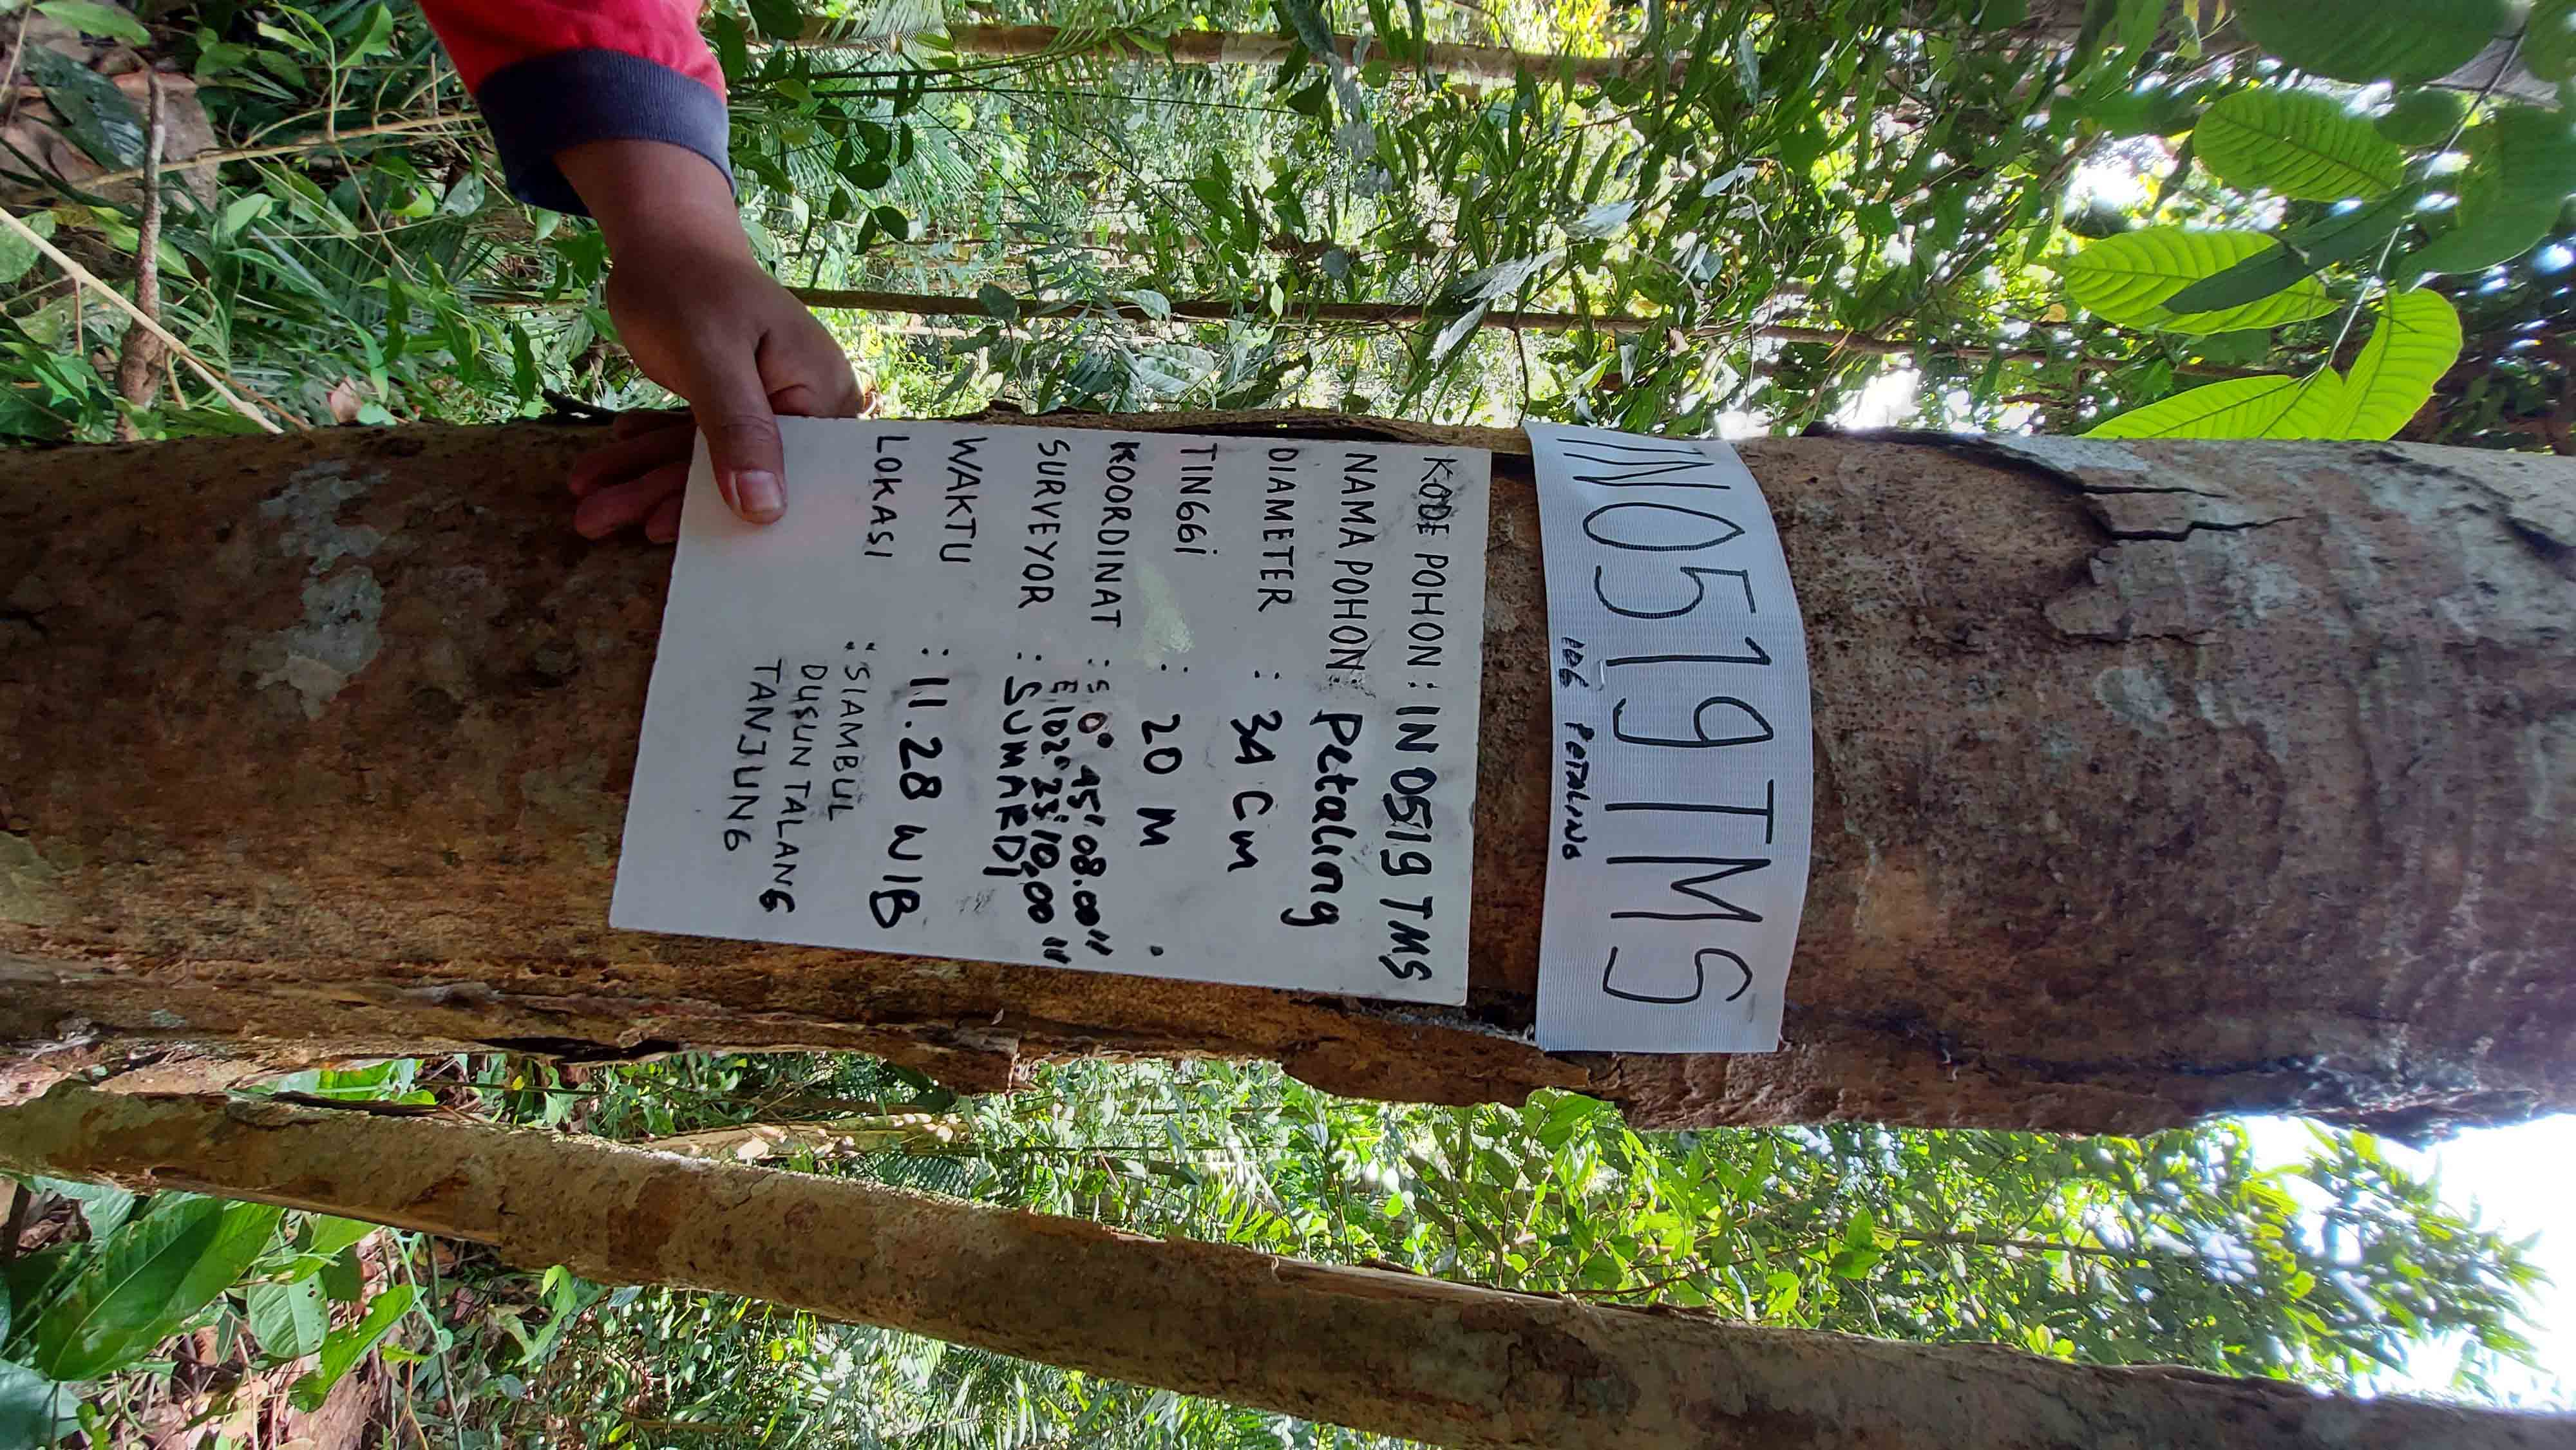 IN0519TMS
106 PETALING
KODE POHON : IN 0519 TMS
NAMA POHON : Petaling
DIAMETER : 34 Cm
TINGGI : 20 M
KOORDINAT : S 0° 45' 08.00"
E 102° 23' 10,00"
SURVEYOR : SUMARDI
WAKTU : 11.28 WIB
LOKASI : SIAMBUL
DUSUN TALANG
TANJUNG